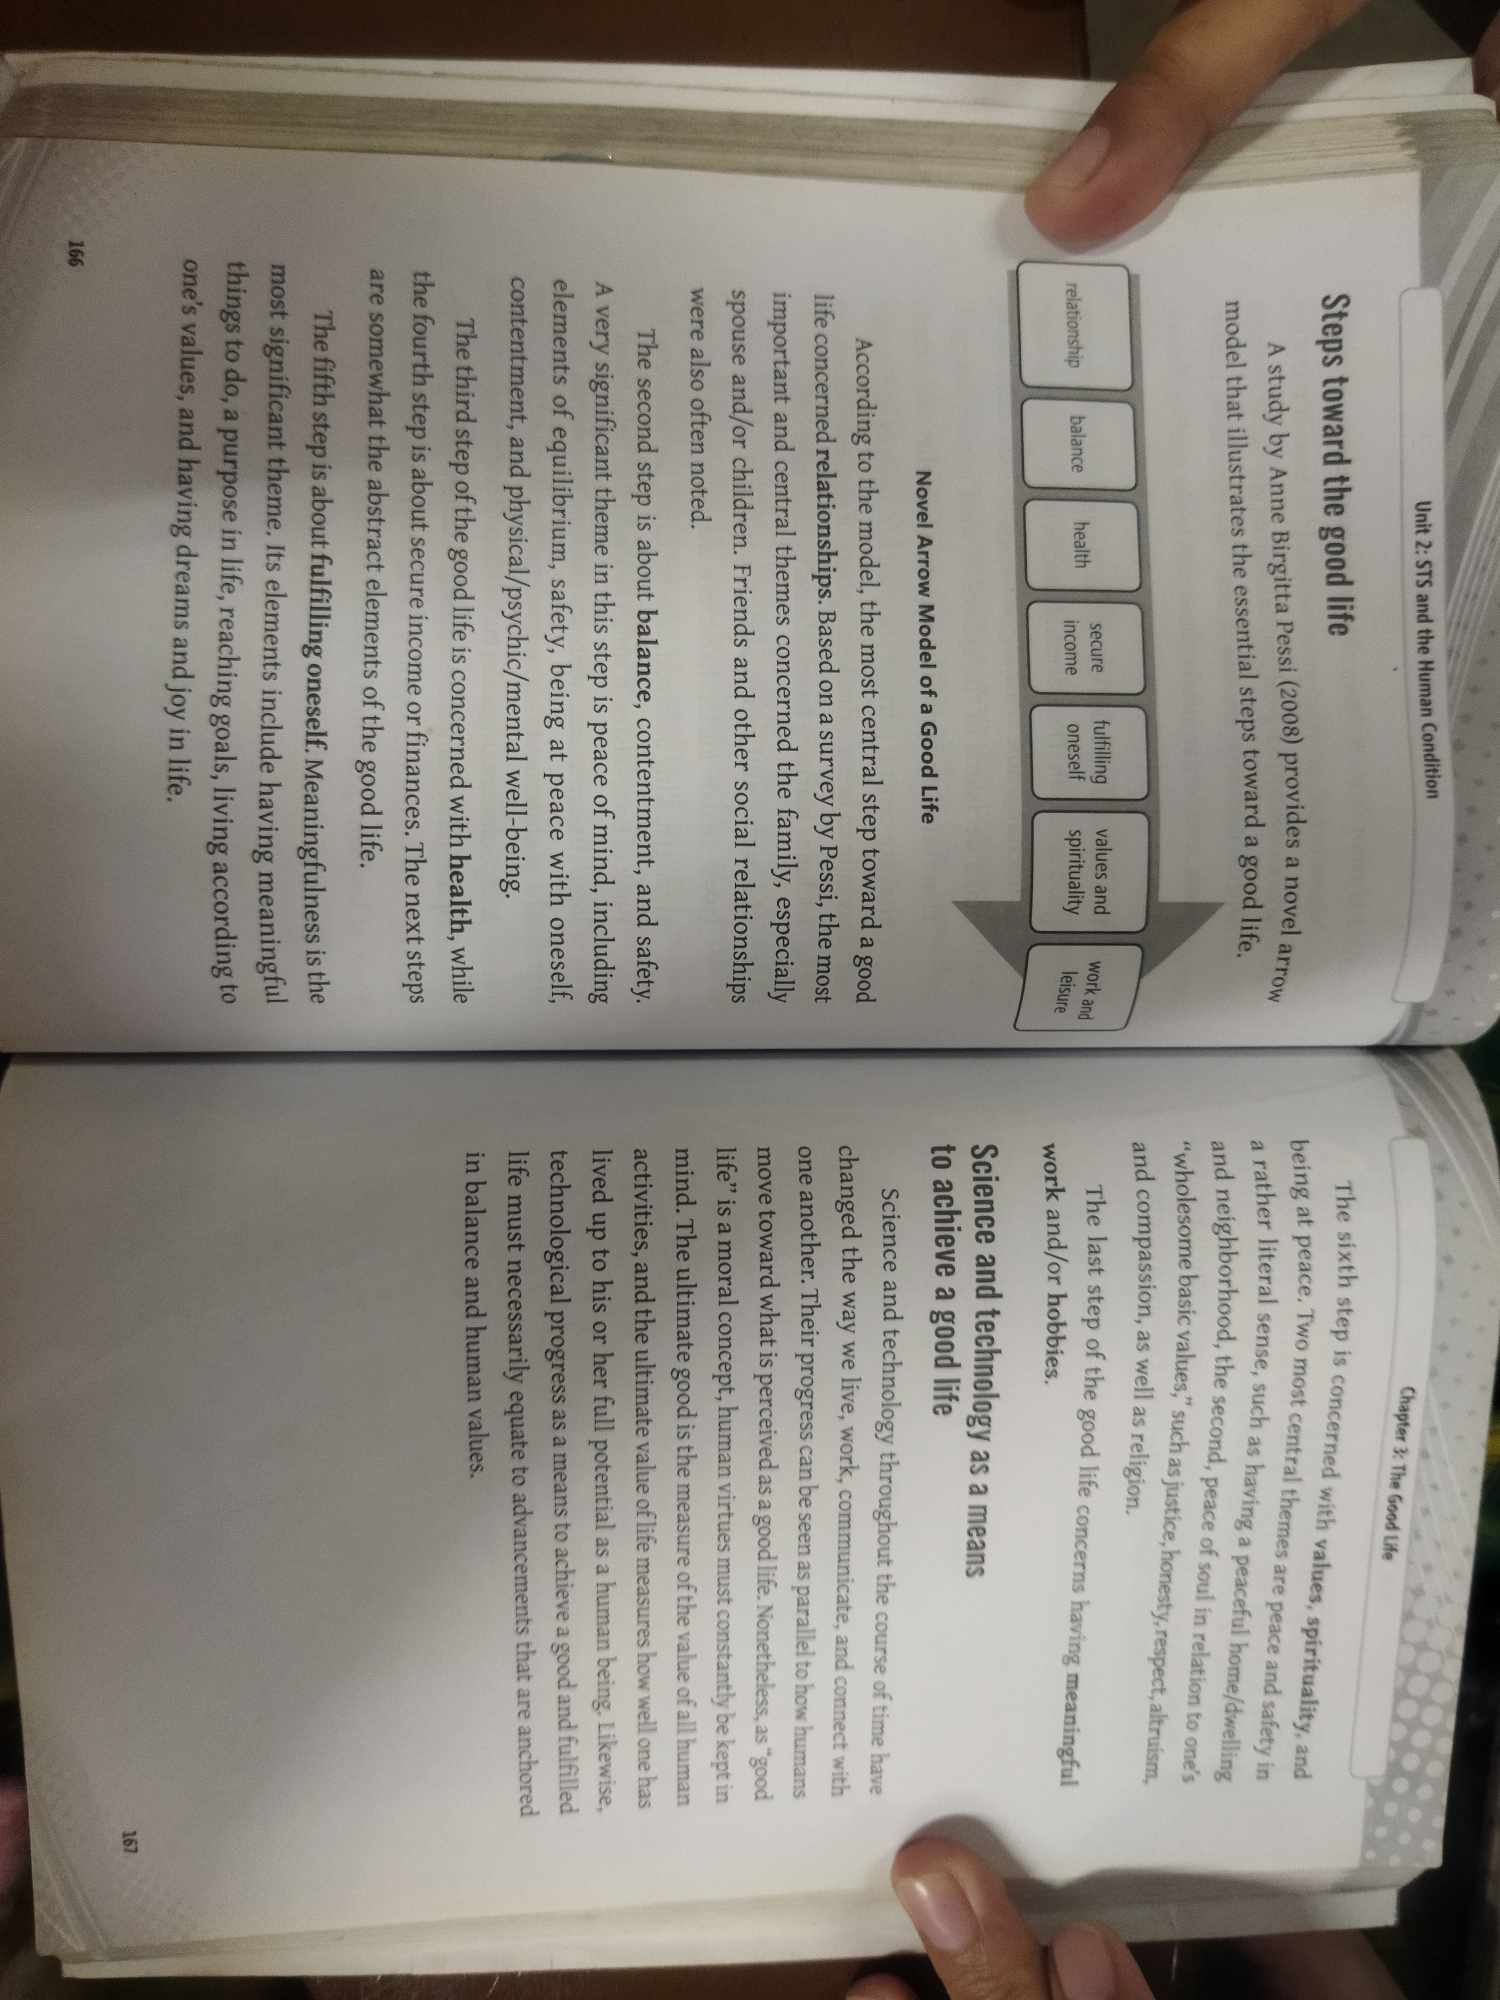 Unit 2: STS and the Human Condition
Steps toward the good life
A study by Anne Birgitta Pessi (2008) provides a novel arrow
model that illustrates the essential steps toward a good life.
relationship
balance
health
secure
income
fulfilling
oneself
values and
spirituality
work and
leisure
Novel Arrow Model of a Good Life
According to the model, the most central step toward a good
life concerned relationships. Based on a survey by Pessi, the most
important and central themes concerned the family, especially
spouse and/or children. Friends and other social relationships
were also often noted.
The second step is about balance, contentment, and safety.
A very significant theme in this step is peace of mind, including
elements of equilibrium, safety, being at peace with oneself,
contentment, and physical/psychic/mental well-being.
The third step of the good life is concerned with health, while
the fourth step is about secure income or finances. The next steps
are somewhat the abstract elements of the good life.
The fifth step is about fulfilling oneself. Meaningfulness is the
most significant theme. Its elements include having meaningful
things to do, a purpose in life, reaching goals, living according to
one's values, and having dreams and joy in life.
166
Chapter 3: The Good Life
The sixth step is concerned with values, spirituality, and
being at peace. Two most central themes are peace and safety in
a rather literal sense, such as having a peaceful home/dwelling
and neighborhood, the second, peace of soul in relation to one's
“wholesome basic values,” such as justice, honesty, respect, altruism,
and compassion, as well as religion.
The last step of the good life concerns having meaningful
work and/or hobbies.
Science and technology as a means
to achieve a good life
Science and technology throughout the course of time have
changed the way we live, work, communicate, and connect with
one another. Their progress can be seen as parallel to how humans
move toward what is perceived as a good life. Nonetheless, as “good
life” is a moral concept, human virtues must constantly be kept in
mind. The ultimate good is the measure of the value of all human
activities, and the ultimate value of life measures how well one has
lived up to his or her full potential as a human being. Likewise,
technological progress as a means to achieve a good and fulfilled
life must necessarily equate to advancements that are anchored
in balance and human values.
167